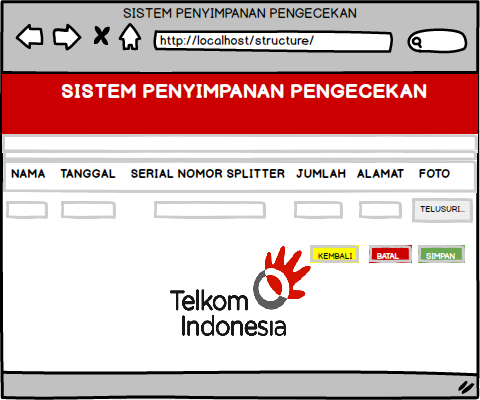 SISTEM PENYIMPANAN PENGECEKAN
http://localhost/structure/
SISTEM PENYIMPANAN PENGECEKAN
NAMA TANGGAL SERIAL NOMOR SPLITTER JUMLAH ALAMAT FOTO
TELUSURI...
KEMBALI BATAL SIMPAN
Telkom
Indonesia